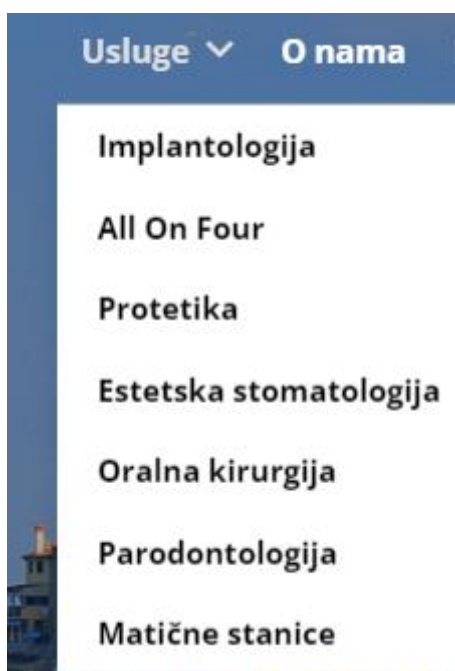 Usluge O nama
Implantologija
All On Four
Protetika
Estetska stomatologija
Oralna kirurgija
Parodontologija
Matične stanice